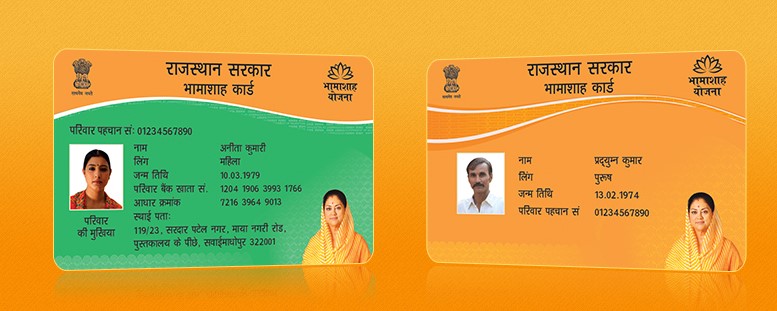 राजस्थान सरकार
भामाशाह कार्ड
भामाशाह
योजना
परिवार पहचान सं: 01234567890
नाम अनीता कुमारी
लिंग महिला
जन्म तिथि 10.03.1979
परिवार बैंक खाता सं. 1204 1906 3993 1766
आधार क्रमांक 7216 3964 9013
स्थाई पता:
119/23, सरदार पटेल नगर, माया नगरी रोड,
पुस्तकालय के पीछे, सवाईमाधोपुर 322001
परिवार
की मुखिया
राजस्थान सरकार
भामाशाह कार्ड
भामाशाह
योजना
नाम प्रद्युम्न कुमार
लिंग पुरूष
जन्म तिथि 13.02.1974
परिवार पहचान सं 01234567890